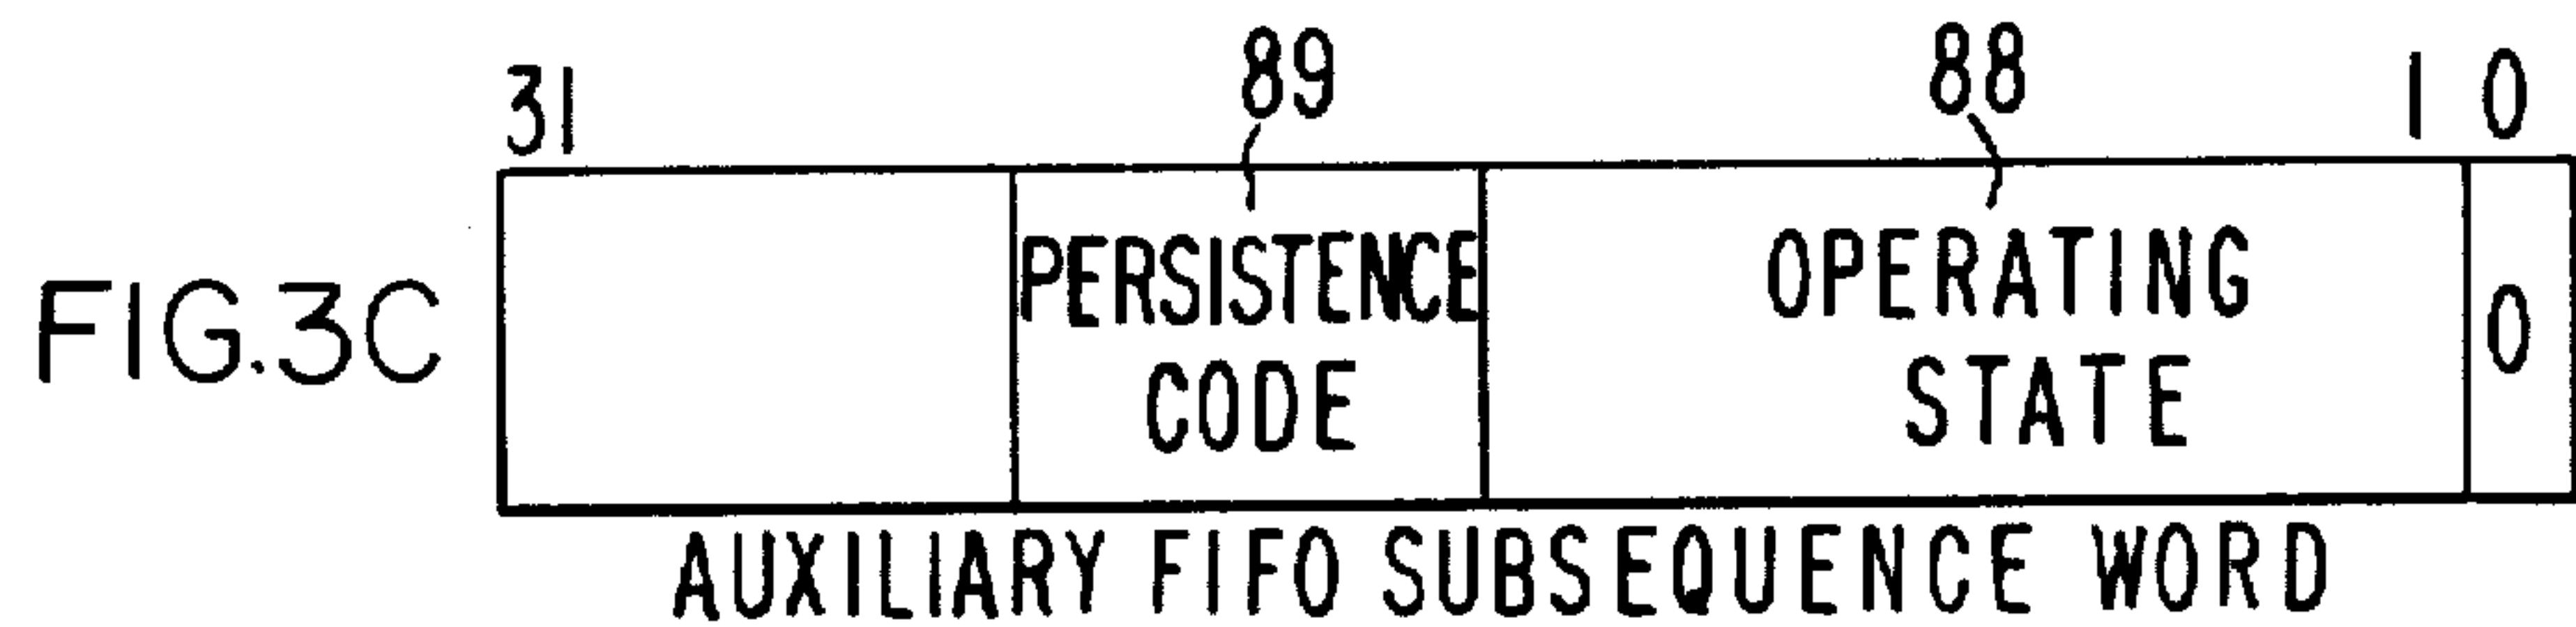 31 89 88 1 0
FIG.3C
PERSISTENCE
CODE
OPERATING
STATE
0
AUXILIARY FIFO SUBSEQUENCE WORD